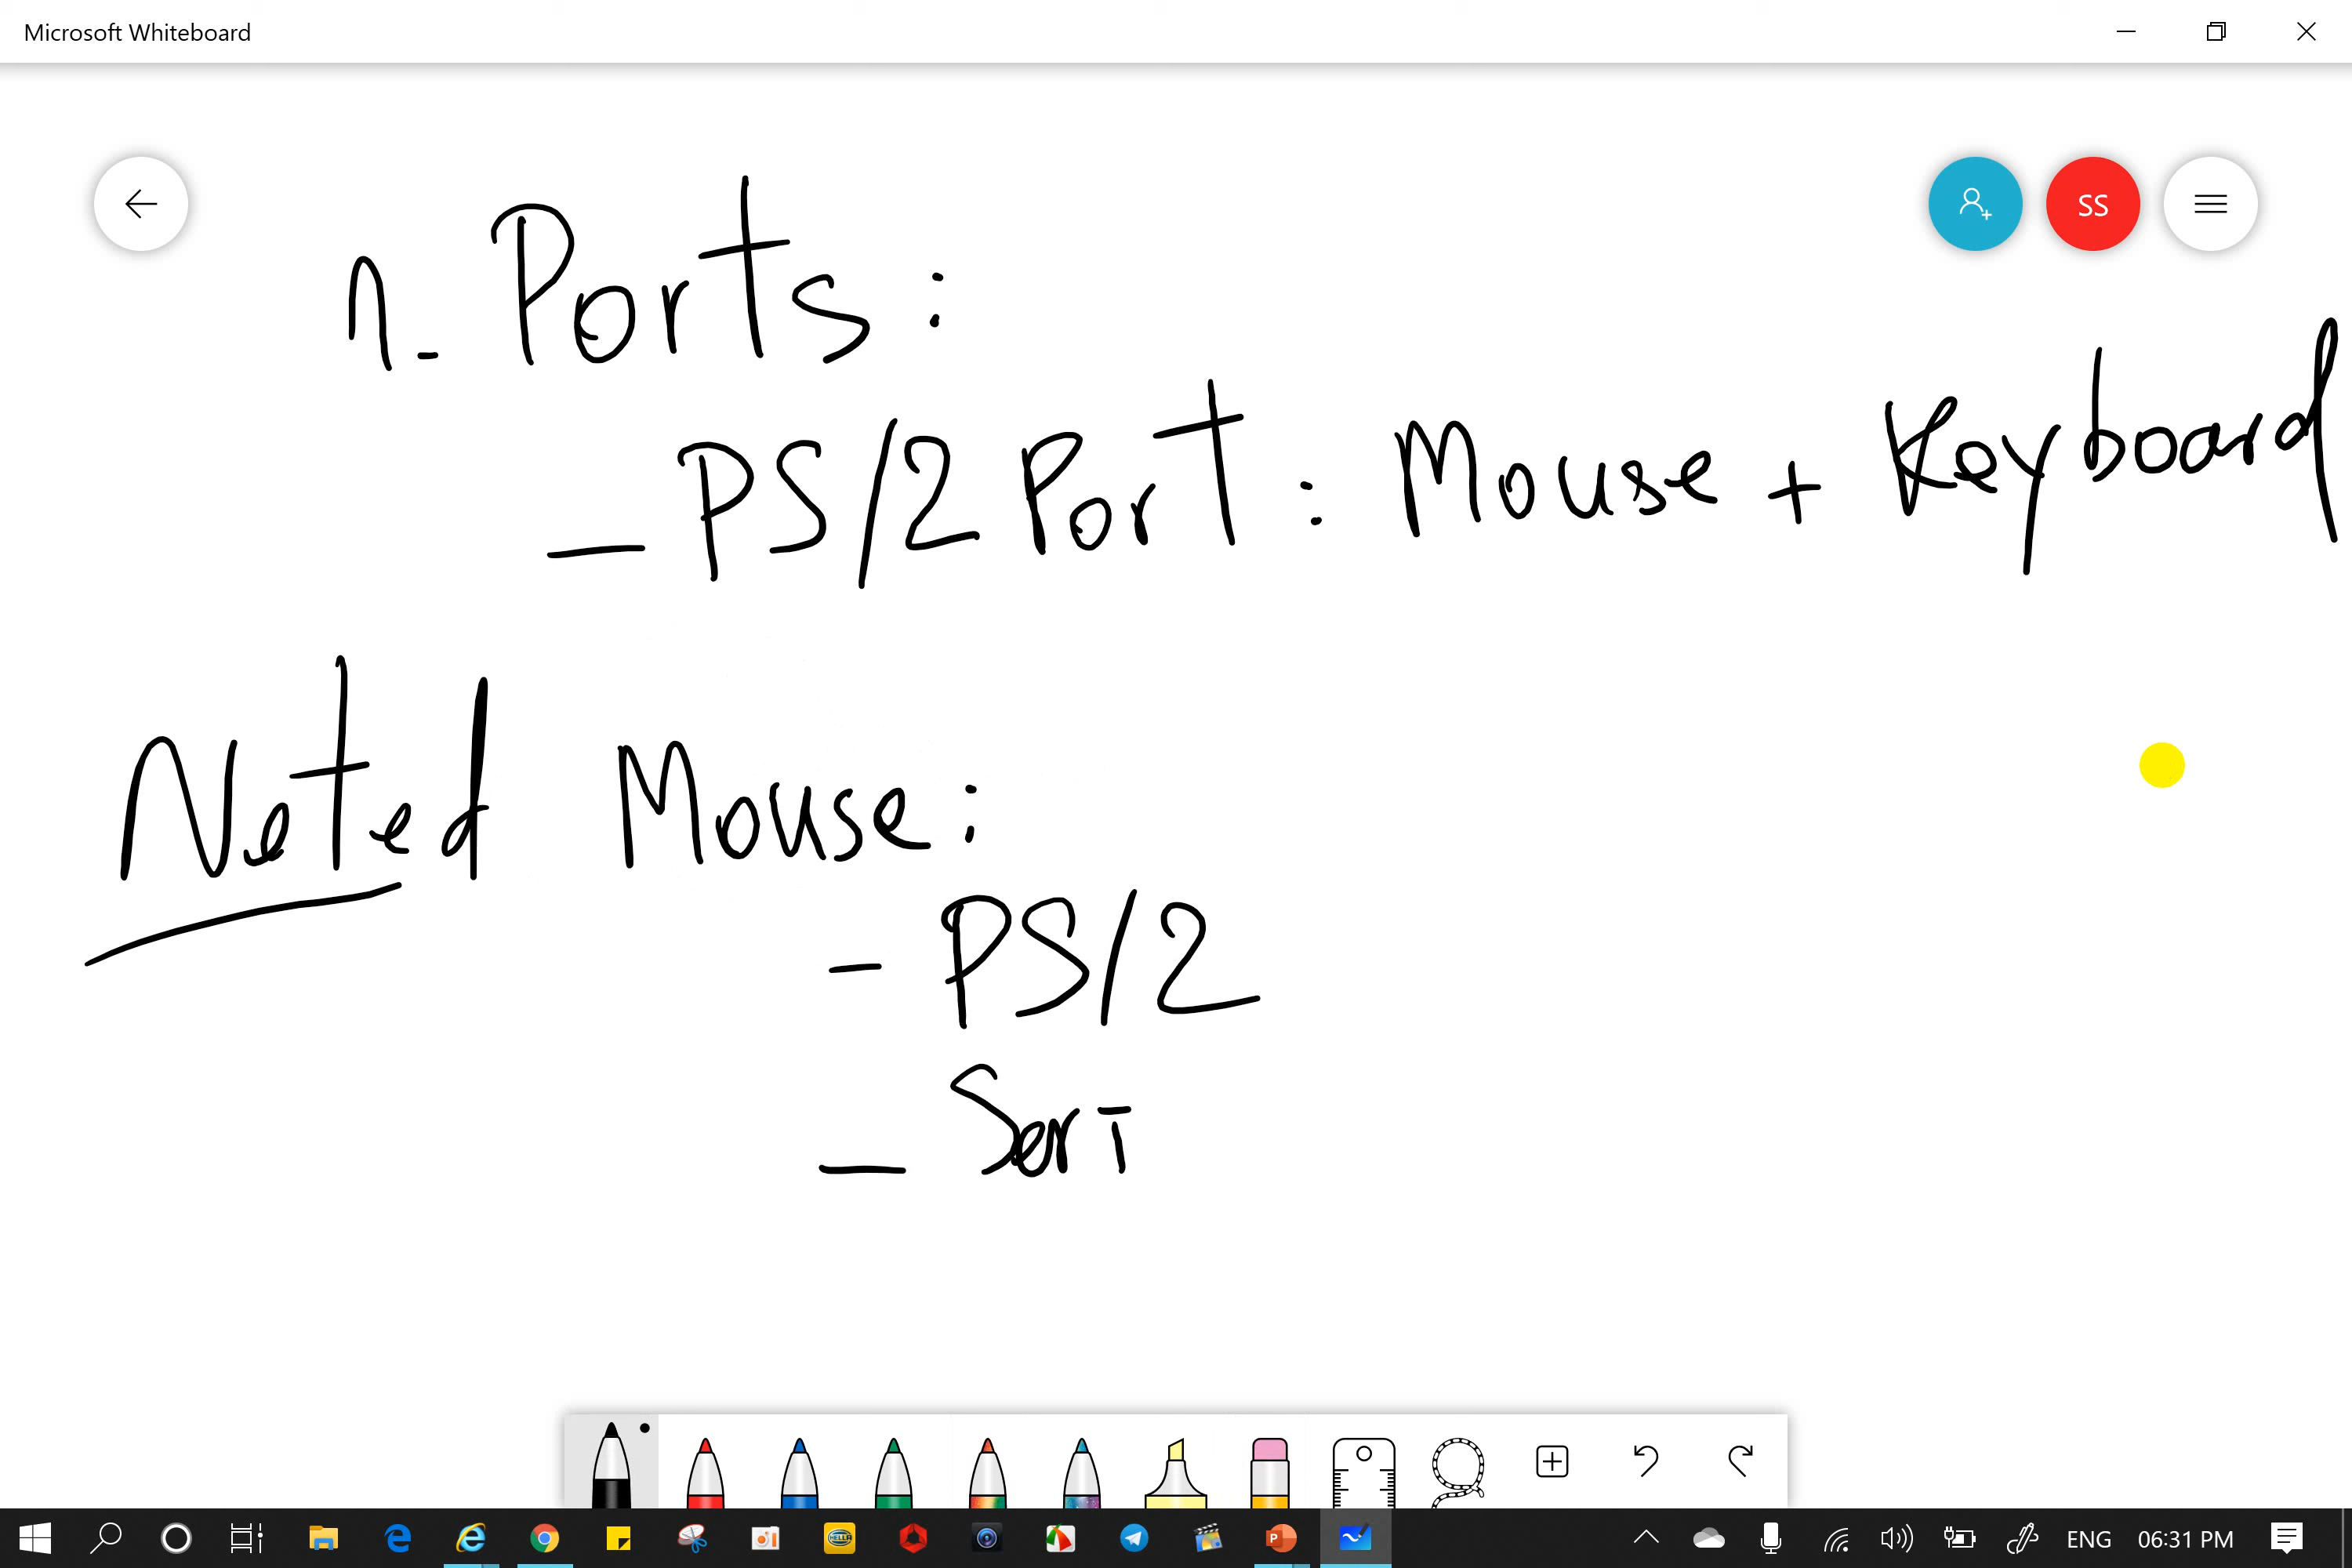 Microsoft Whiteboard
SS
1- Ports :
- PS/2 Port : Mouse + Keyboard
Noted Mouse :
- PS/2
- Seri
HELLA
ENG 06:31 PM